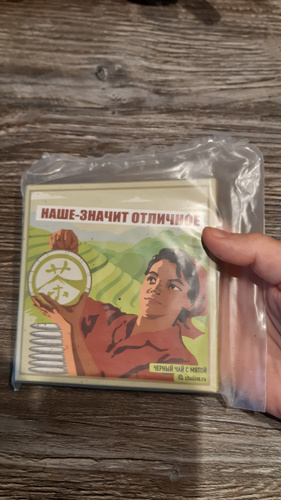 НАШЕ-ЗНАЧИТ ОТЛИЧНОЕ
茶
ЧЕРНЫЙ ЧАЙ С МЯТОЙ